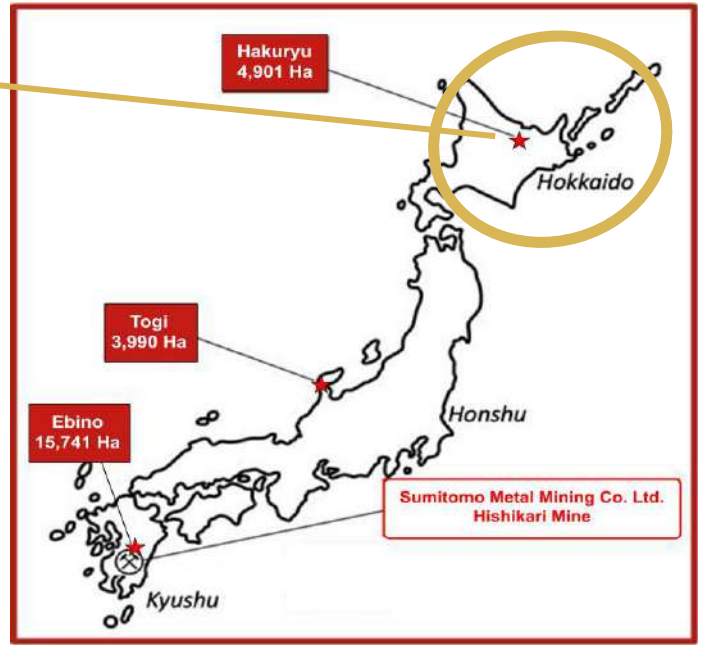 Hakuryu
4,901 Ha
Hokkaido
Togi
3,990 Ha
Honshu
Ebino
15,741 Ha
Sumitomo Metal Mining Co. Ltd.
Hishikari Mine
Kyushu